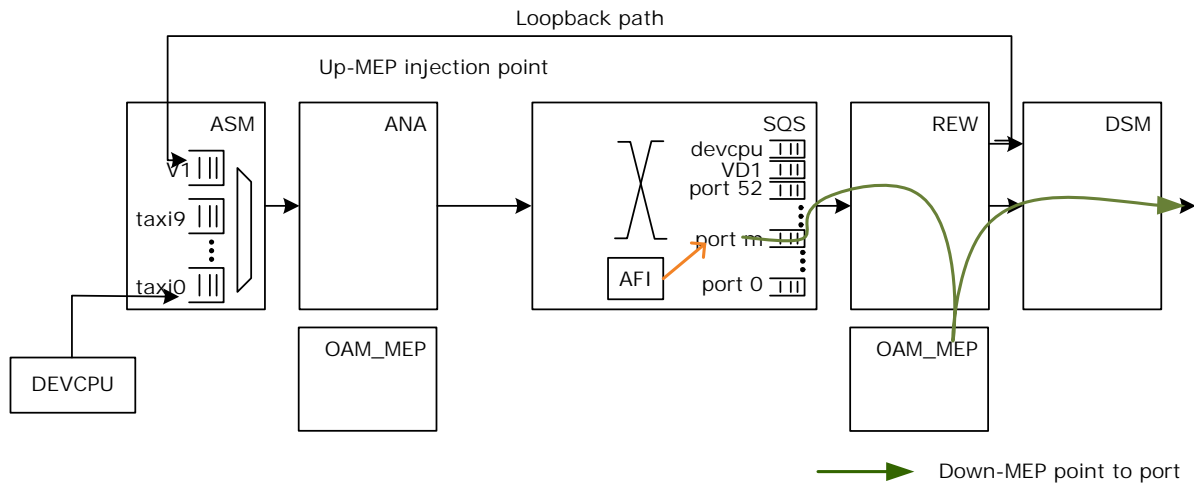 Loopback path
Up-MEP injection point
ASM
ANA
SQS
REW
DSM
V1
taxi9
taxi0
devcpu
VD1
port 52
port m
port 0
AFI
OAM_MEP
OAM_MEP
DEVCPU
Down-MEP point to port